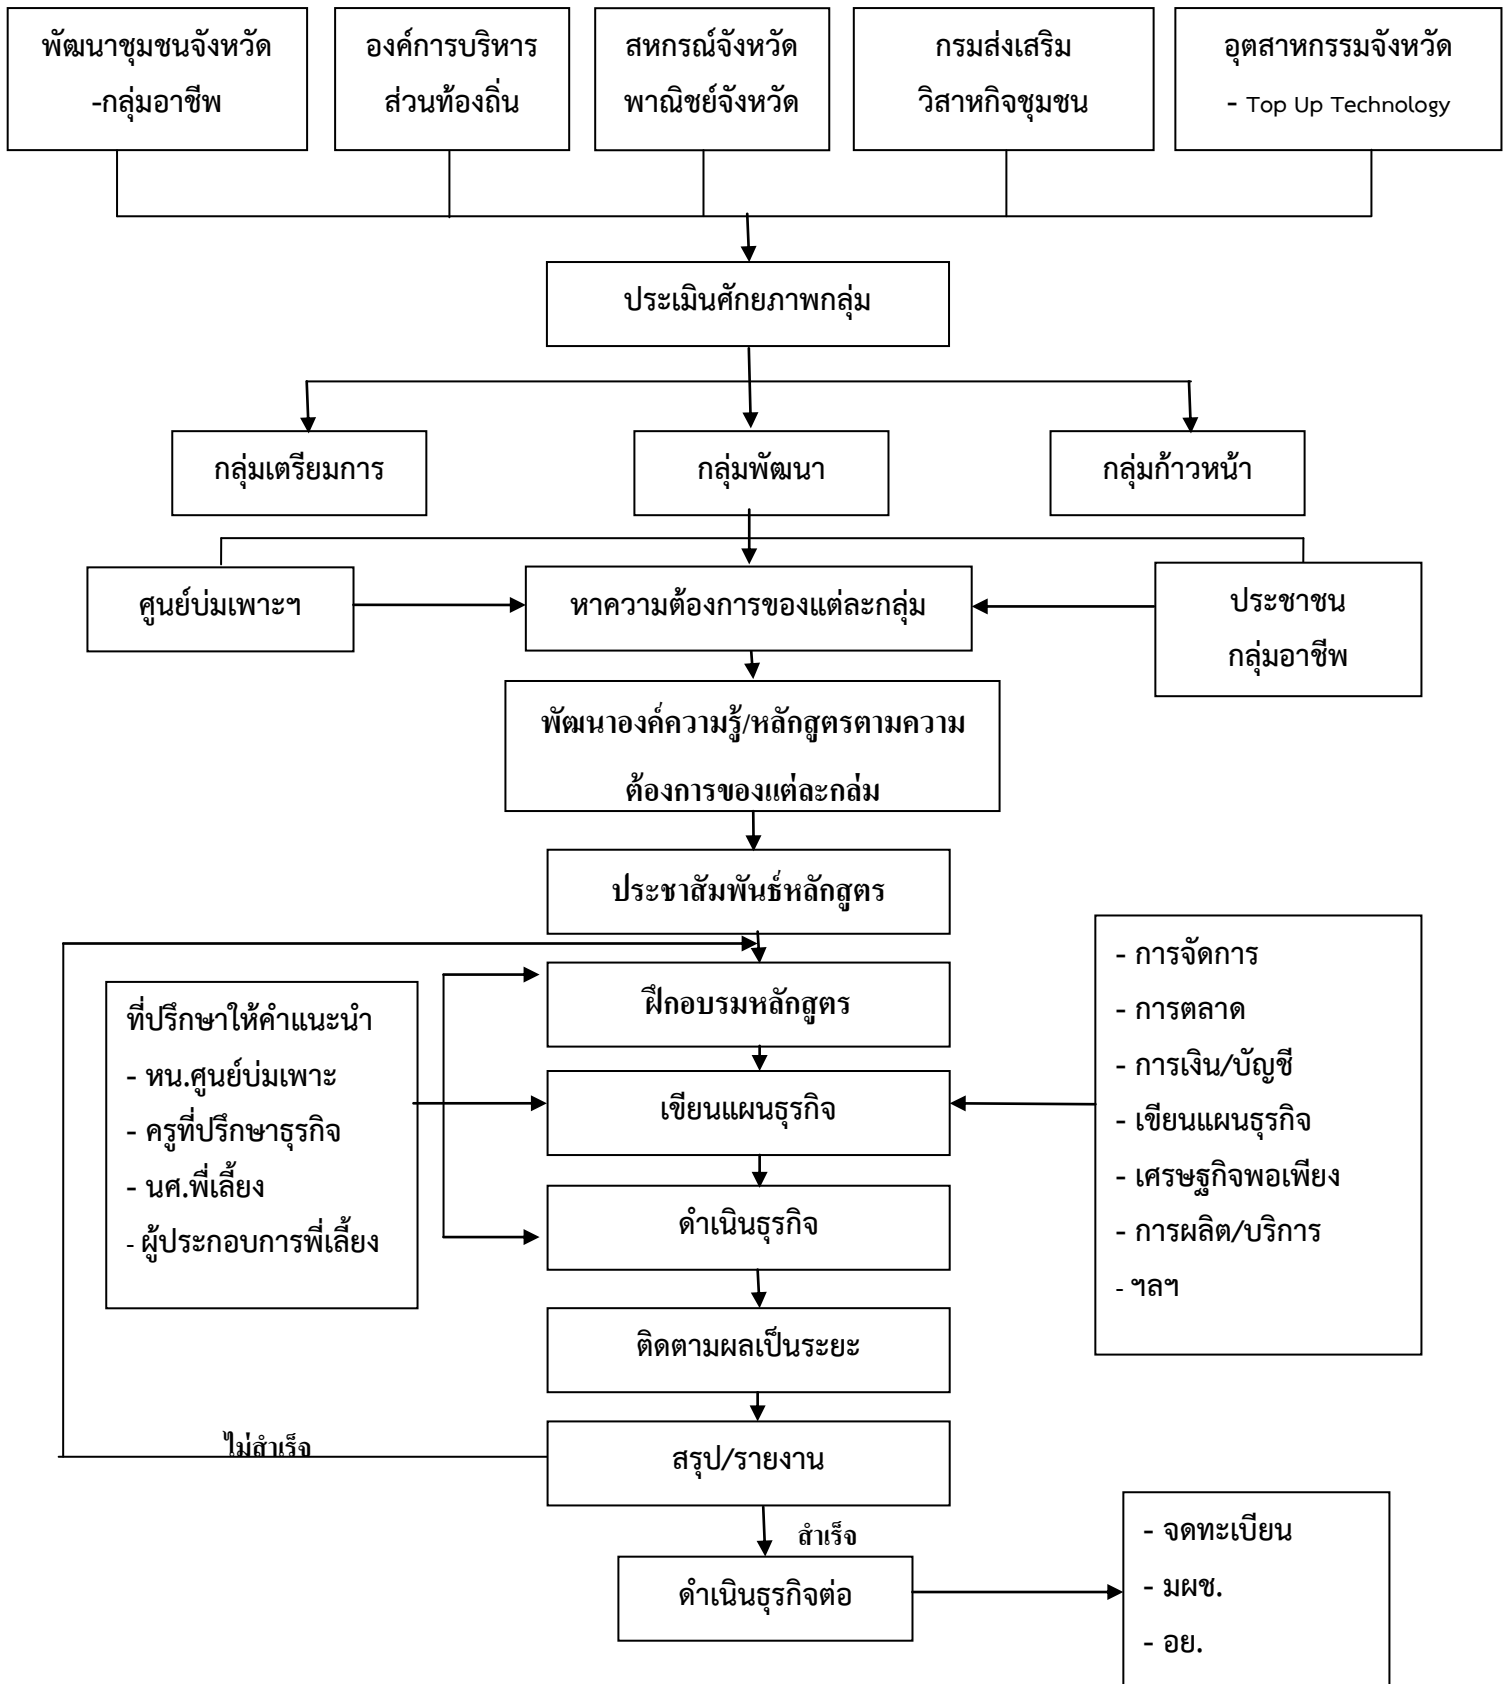 พัฒนาชุมชนจังหวัด
-กลุ่มอาชีพ
องค์การบริหาร
ส่วนท้องถิ่น
สหกรณ์จังหวัด
พาณิชย์จังหวัด
กรมส่งเสริม
วิสาหกิจชุมชน
อุตสาหกรรมจังหวัด
- Top Up Technology
ประเมินศักยภาพกลุ่ม
กลุ่มเตรียมการ
กลุ่มพัฒนา
กลุ่มก้าวหน้า
ศูนย์บ่มเพาะฯ
หาความต้องการของแต่ละกลุ่ม
ประชาชน
กลุ่มอาชีพ
พัฒนาองค์ความรู้/หลักสูตรตามความ
ต้องการของแต่ละกลุ่ม
ประชาสัมพันธ์หลักสูตร
ฝึกอบรมหลักสูตร
ที่ปรึกษาให้คำแนะนำ
- หน.ศูนย์บ่มเพาะ
- ครูที่ปรึกษาธุรกิจ
- นศ.พี่เลี้ยง
- ผู้ประกอบการพี่เลี้ยง
เขียนแผนธุรกิจ
- การจัดการ
- การตลาด
- การเงิน/บัญชี
- เขียนแผนธุรกิจ
- เศรษฐกิจพอเพียง
- การผลิต/บริการ
- ฯลฯ
ดำเนินธุรกิจ
ติดตามผลเป็นระยะ
ไม่สำเร็จ
สรุป/รายงาน
สำเร็จ
ดำเนินธุรกิจต่อ
- จดทะเบียน
- มผช.
- อย.